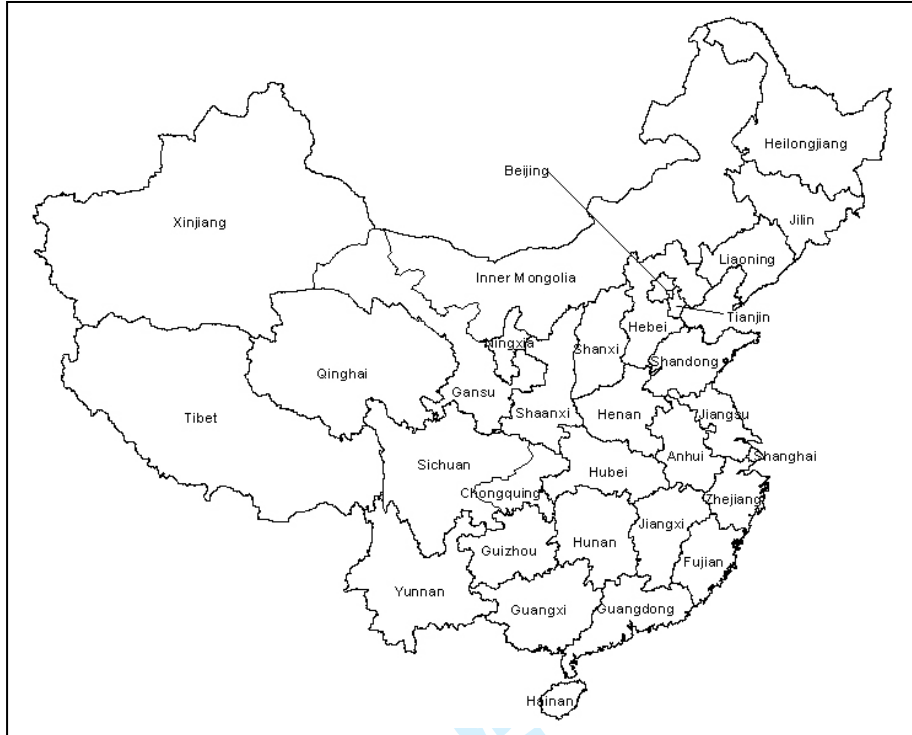 Heilongjiang
Beijing
Xinjiang
Jilin
Liaoning
Inner Mongolia
Tianjin
Hebei
Ningxia
Shanxi
Shandong
Qinghai
Gansu
Tibet
Shaanxi
Henan
Jiangsu
Sichuan
Anhui
Shanghai
Hubei
Chongquing
Zhejiang
Jiangxi
Guizhou
Hunan
Fujian
Yunnan
Guangxi
Guangdong
Hainan